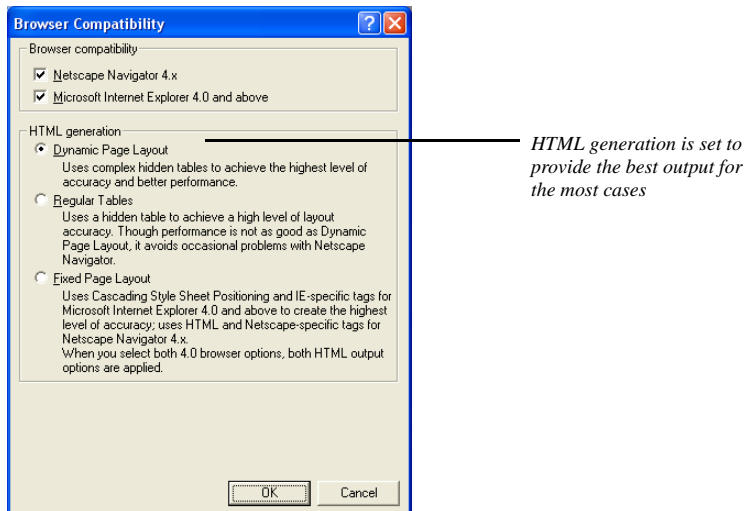 Browser Compatibility
Browser compatibility
Netscape Navigator 4.x
Microsoft Internet Explorer 4.0 and above
HTML generation
Dynamic Page Layout
Uses complex hidden tables to achieve the highest level of
accuracy and better performance.
Regular Tables
Uses a hidden table to achieve a high level of layout
accuracy. Though performance is not as good as Dynamic
Page Layout, it avoids occasional problems with Netscape
Navigator.
Fixed Page Layout
Uses Cascading Style Sheet Positioning and IE-specific tags for
Microsoft Internet Explorer 4.0 and above to create the highest
level of accuracy; uses HTML and Netscape-specific tags for
Netscape Navigator 4.x.
When you select both 4.0 browser options, both HTML output
options are applied.
OK
Cancel
HTML generation is set to
provide the best output for
the most cases